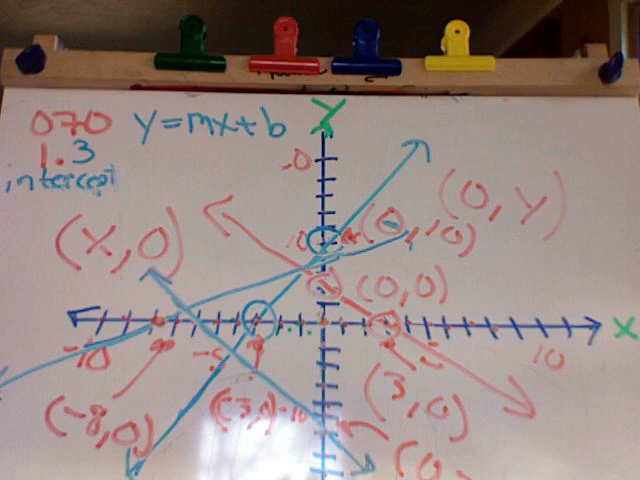 070 y=mx+b
1.3
intercept
Y
(0, y)
(x,0)
(0,0)
X
-10
10
(-8,0)
(3,0)